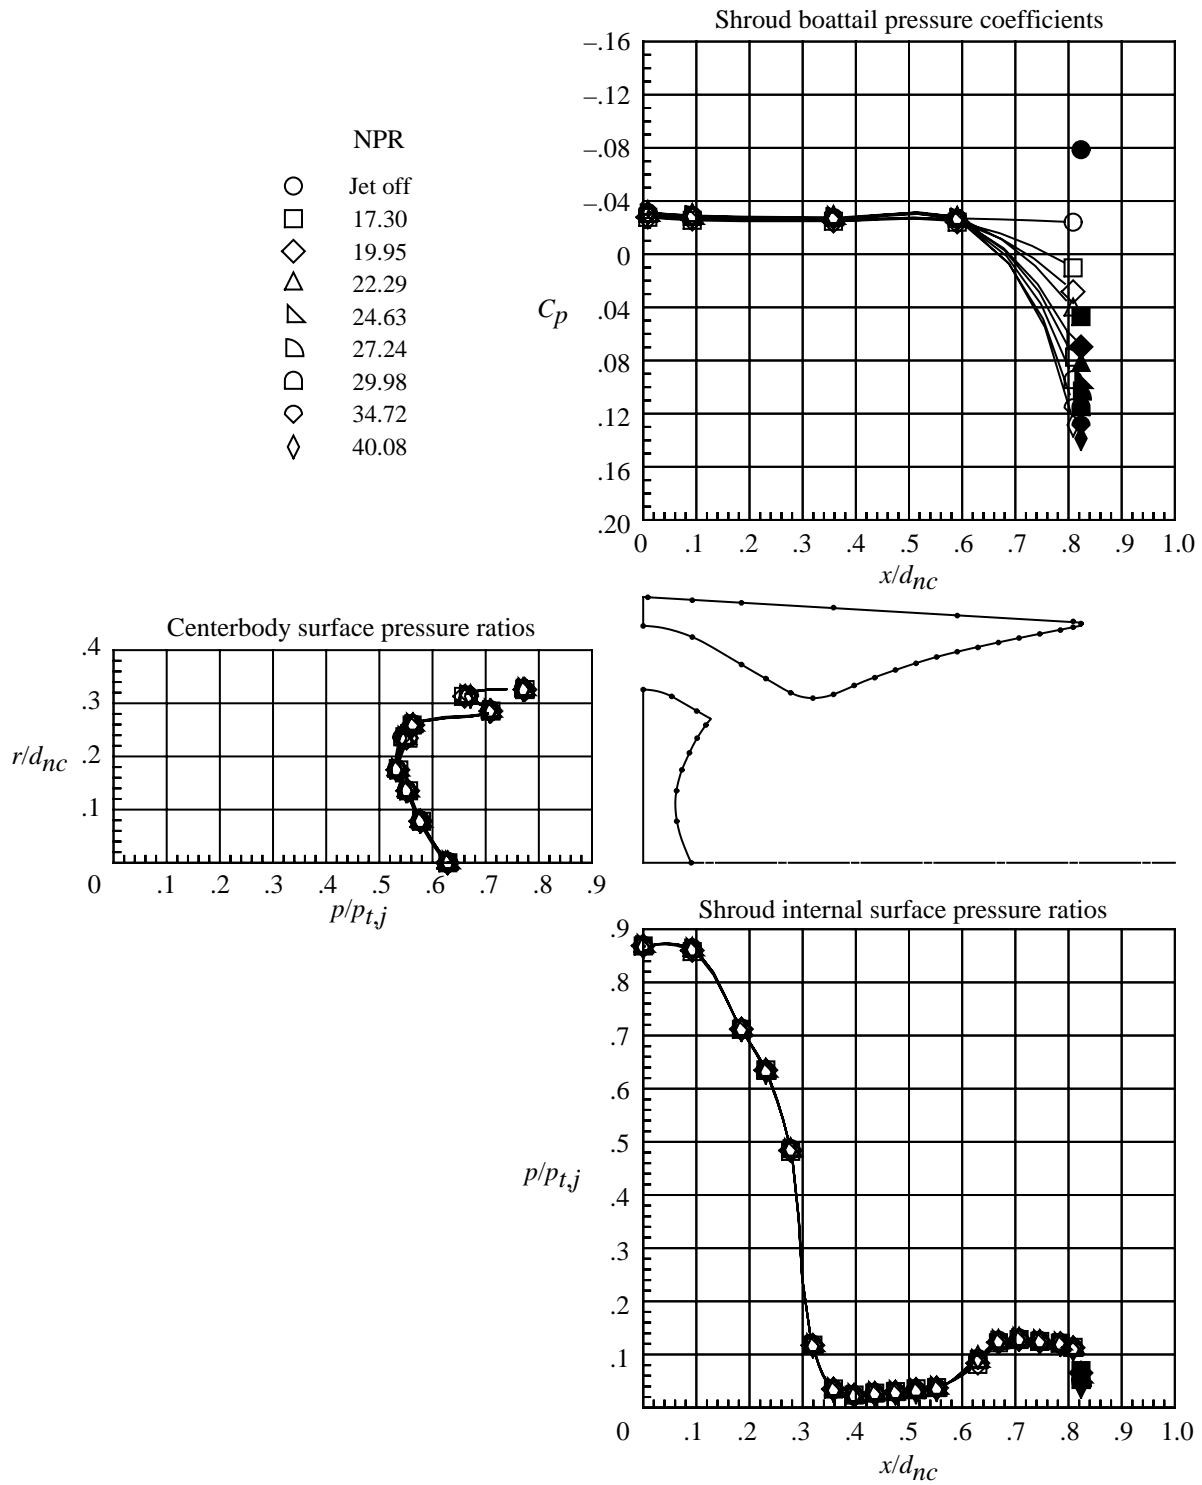 Shroud boattail pressure coefficients
–.16
–.12
–.08
–.04
0
.04
.08
.12
.16
.20
C_p
0 .1 .2 .3 .4 .5 .6 .7 .8 .9 1.0
x/d_nc
NPR
Jet off
17.30
19.95
22.29
24.63
27.24
29.98
34.72
40.08
Centerbody surface pressure ratios
.4
.3
.2
.1
r/d_nc
0 .1 .2 .3 .4 .5 .6 .7 .8 .9
p/p_t,j
Shroud internal surface pressure ratios
.9
.8
.7
.6
.5
.4
.3
.2
.1
p/p_t,j
0 .1 .2 .3 .4 .5 .6 .7 .8 .9 1.0
x/d_nc